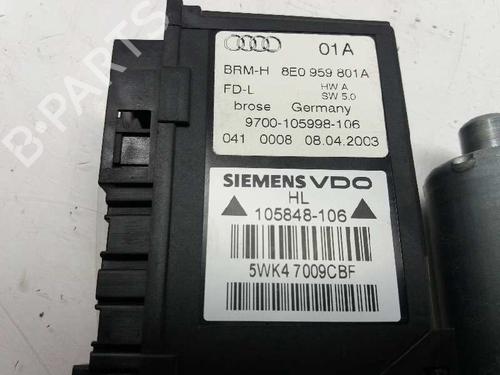 01A
BRM-H 8E0 959 801A
FD-L HW A
SW 5.0
brose Germany
9700-105998-106
041 0008 08.04.2003
SIEMENS VDO
HL
105848-106
5WK4 7009CBF
B-PARTS